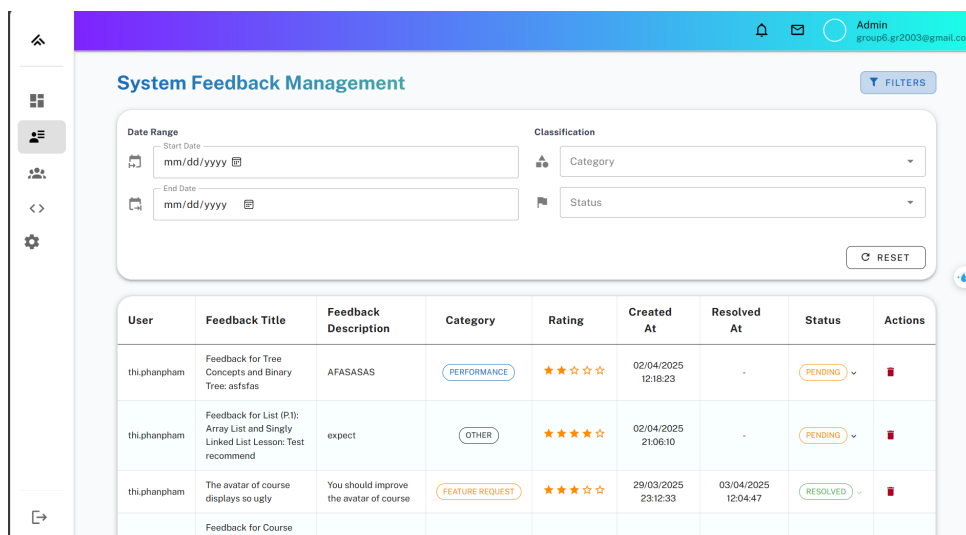 Admin
group6.gr2003@gmail.co
System Feedback Management
FILTERS
Date Range
Start Date
mm/dd/yyyy
End Date
mm/dd/yyyy
Classification
Category
Status
RESET
User Feedback Title Feedback Description Category Rating Created At Resolved At Status Actions
thi.phanpham
Feedback for Tree
Concepts and Binary
Tree: asfsfas
AFASASAS
PERFORMANCE
02/04/2025
12:18:23
-
PENDING
thi.phanpham
Feedback for List (P.1):
Array List and Singly
Linked List Lesson: Test
recommend
expect
OTHER
02/04/2025
21:06:10
-
PENDING
thi.phanpham
The avatar of course
displays so ugly
You should improve
the avatar of course
FEATURE REQUEST
29/03/2025
23:12:33
03/04/2025
12:04:47
RESOLVED
Feedback for Course